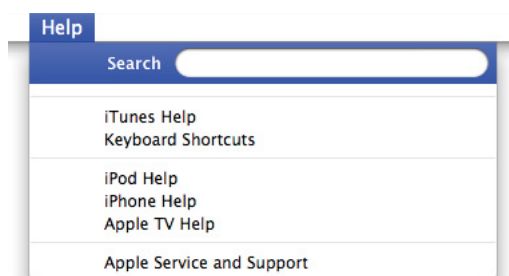 Help
Search
iTunes Help
Keyboard Shortcuts
iPod Help
iPhone Help
Apple TV Help
Apple Service and Support